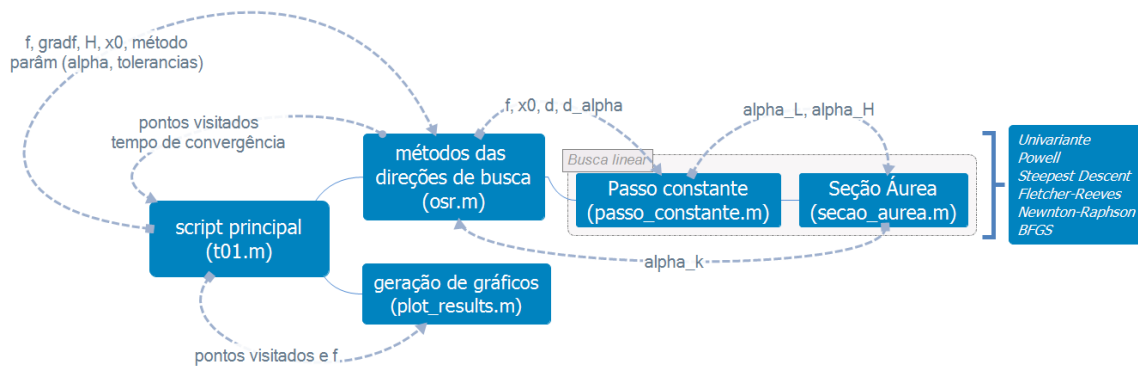 f, gradf, H, x0, método
parâm (alpha, tolerancias)
pontos visitados
tempo de convergência
f, x0, d, d_alpha
alpha_L, alpha_H
métodos das
direções de busca
(osr.m)
Busca linear
Passo constante
(passo_constante.m)
Seção Áurea
(secao_aurea.m)
Univariante
Powell
Steepest Descent
Fletcher-Reeves
Newnton-Raphson
BFGS
script principal
(t01.m)
alpha_k
geração de gráficos
(plot_results.m)
pontos visitados e f